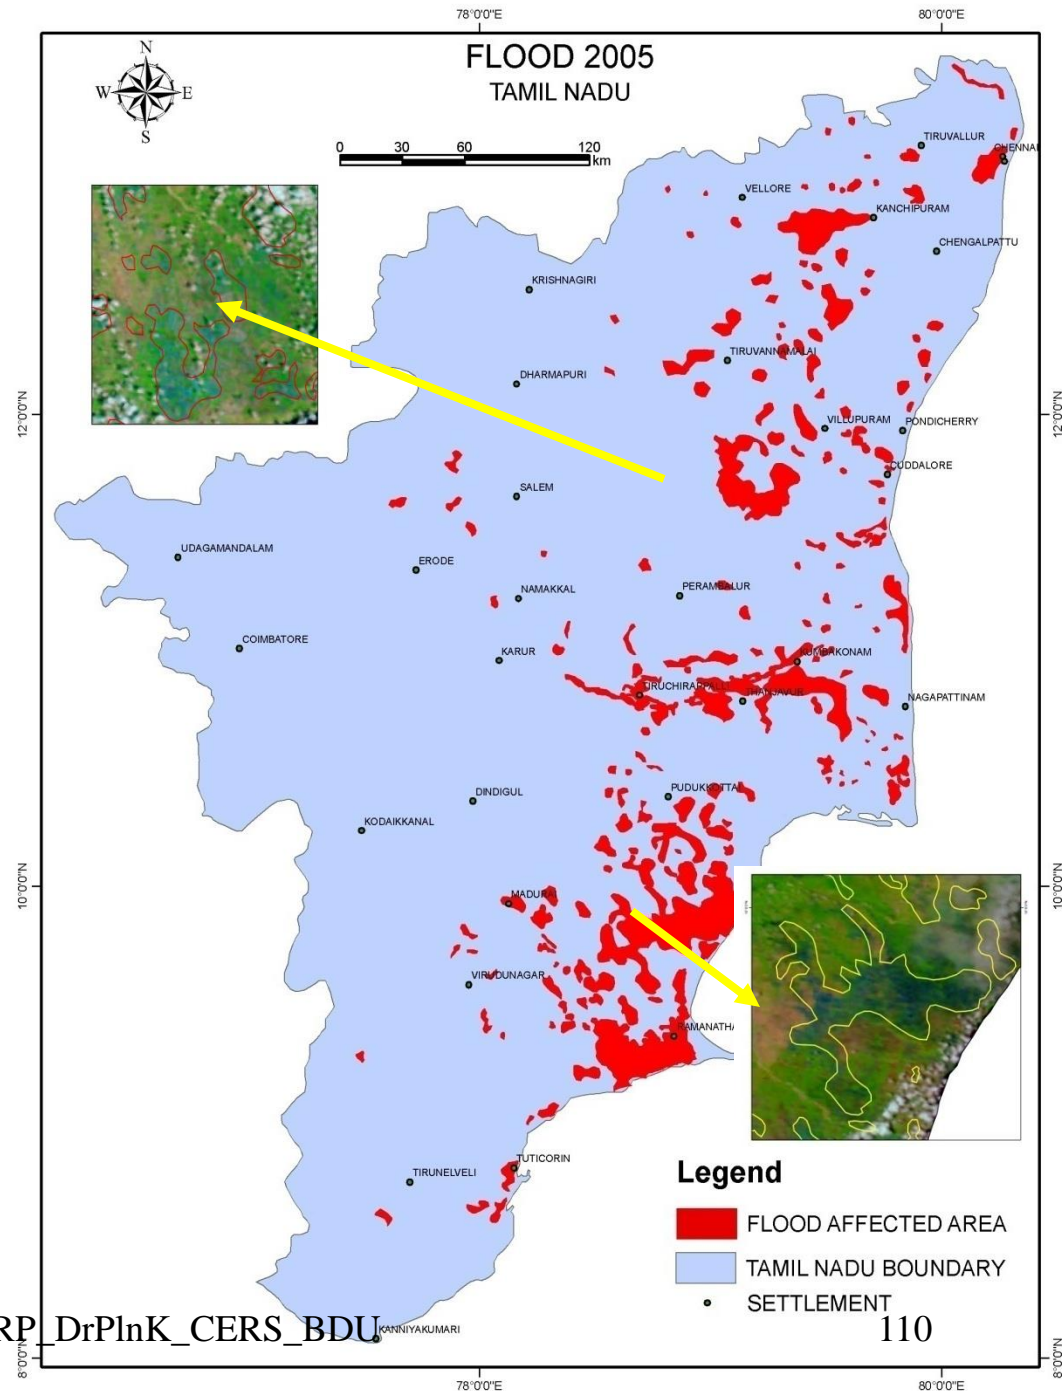 78°0'0"E
80°0'0"E
FLOOD 2005
TAMIL NADU
N
W
E
S
0
30
60
120
km
TIRUVALLUR
CHENNAI
VELLORE
KANCHIPURAM
CHENGALPATTU
KRISHNAGIRI
TIRUVANNAMALAI
DHARMAPURI
12°0'0"N
12°0'0"N
VILLUPURAM
PONDICHERRY
CUDDALORE
SALEM
UDAGAMANDALAM
ERODE
NAMAKKAL
PERAMBALUR
COIMBATORE
KARUR
KUMBAKONAM
TIRUCHIRAPPALLI
THANJAVUR
NAGAPATTINAM
DINDIGUL
PUDUKKOTTAI
KODAIKKANAL
10°0'0"N
10°0'0"N
MADURAI
VIRUDUNAGAR
RAMANATHA
TUTICORIN
TIRUNELVELI
Legend
FLOOD AFFECTED AREA
TAMIL NADU BOUNDARY
SETTLEMENT
RP_DrPlnK_CERS_BDU
110
KANNIYAKUMARI
8°0'0"N
8°0'0"N
78°0'0"E
80°0'0"E